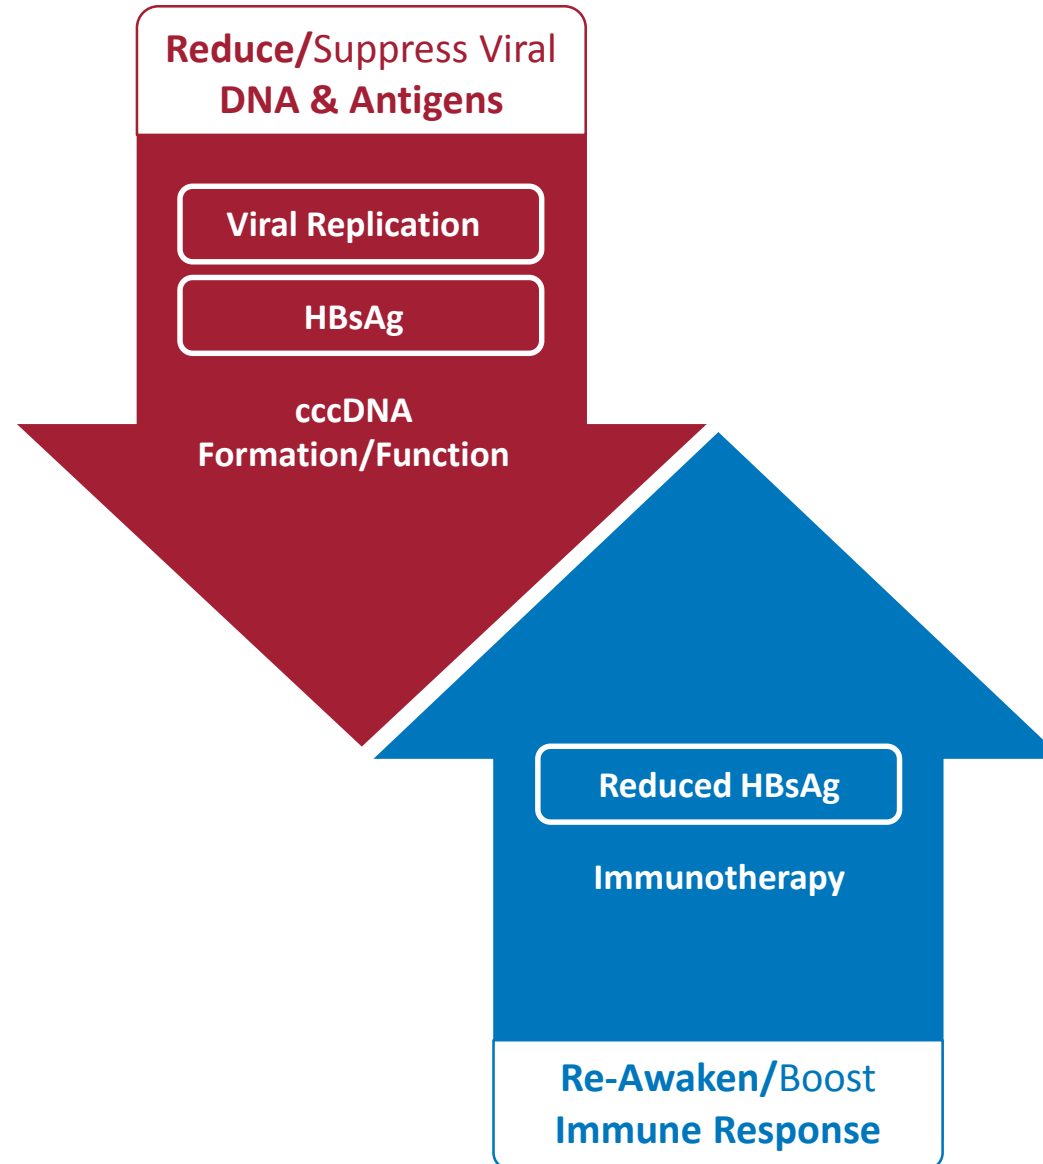 Reduce/Suppress Viral
DNA & Antigens
Viral Replication
HBsAg
cccDNA
Formation/Function
Reduced HBsAg
Immunotherapy
Re-Awaken/Boost
Immune Response